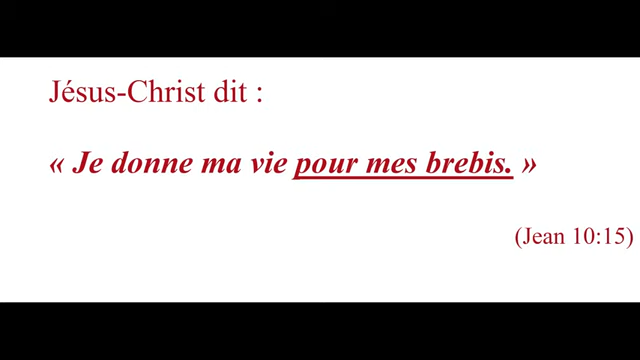 Jésus-Christ dit :
« Je donne ma vie pour mes brebis. »
(Jean 10:15)